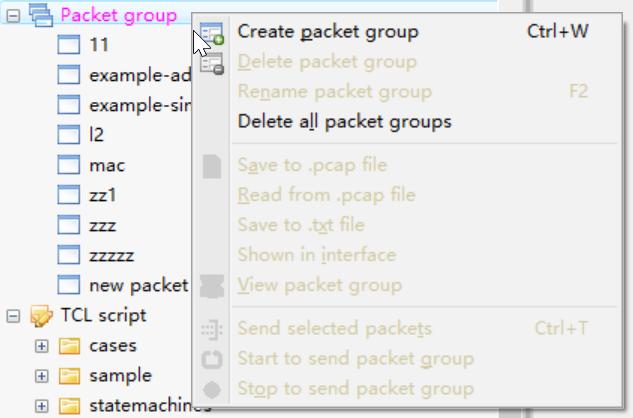 Packet group
11
example-ad
example-sir
l2
mac
zz1
zzz
zzzzz
new packet
TCL script
cases
sample
statemachines
Create packet group Ctrl+W
Delete packet group
Rename packet group F2
Delete all packet groups
Save to .pcap file
Read from .pcap file
Save to .txt file
Shown in interface
View packet group
Send selected packets Ctrl+T
Start to send packet group
Stop to send packet group